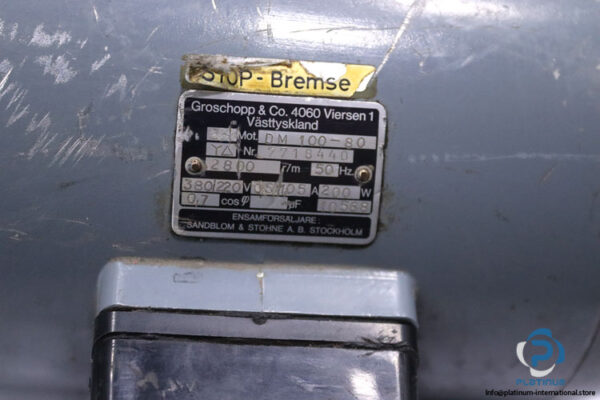 STOP-Bremse
Groschopp & Co. 4060 Viersen 1
Västtyskland
Mot. DM 100-80
Nr. 7718440
2800 r/m 50 Hz
380/220 V A 200 W
0,7 cos φ µF
ENSAMFÖRSÄLJARE:
SANDBLOM & STOHNE A.B. STOCKHOLM
PLATINUM
info@platinum-international.store